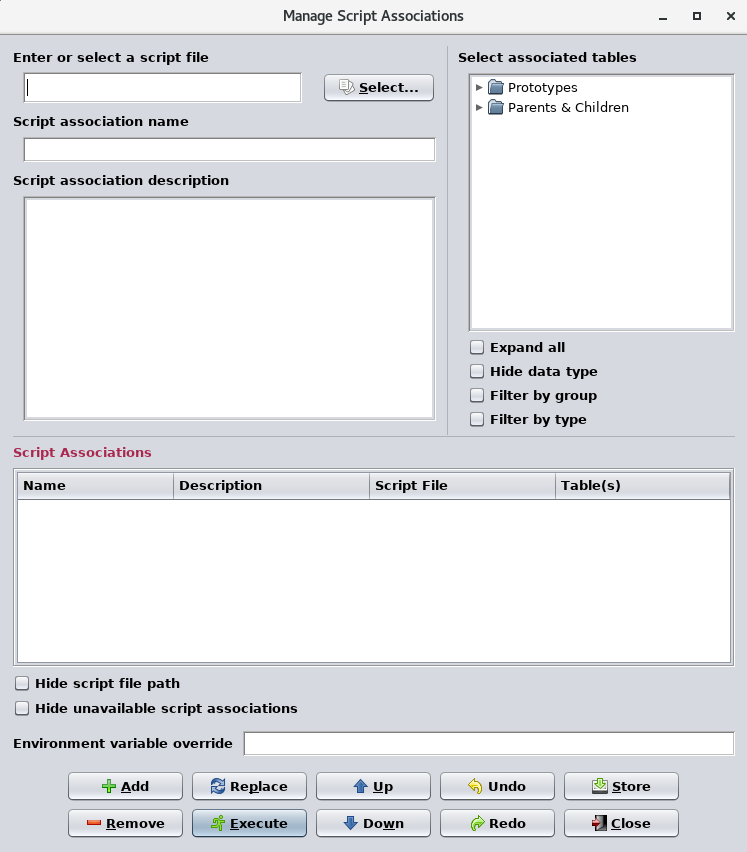 Manage Script Associations
Enter or select a script file
Select...
Script association name
Script association description
Select associated tables
Prototypes
Parents & Children
Expand all
Hide data type
Filter by group
Filter by type
Script Associations
Name Description Script File Table(s)
Hide script file path
Hide unavailable script associations
Environment variable override
Add Replace Up Undo Store
Remove Execute Down Redo Close